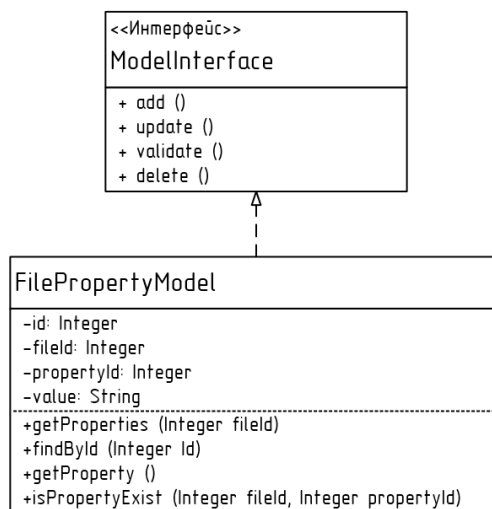 <<Интерфейс>>
ModelInterface
+ add ()
+ update ()
+ validate ()
+ delete ()
FilePropertyModel
-id: Integer
-fileId: Integer
-propertyId: Integer
-value: String
+getProperties (Integer fileId)
+findById (Integer Id)
+getProperty ()
+isPropertyExist (Integer fileId, Integer propertyId)